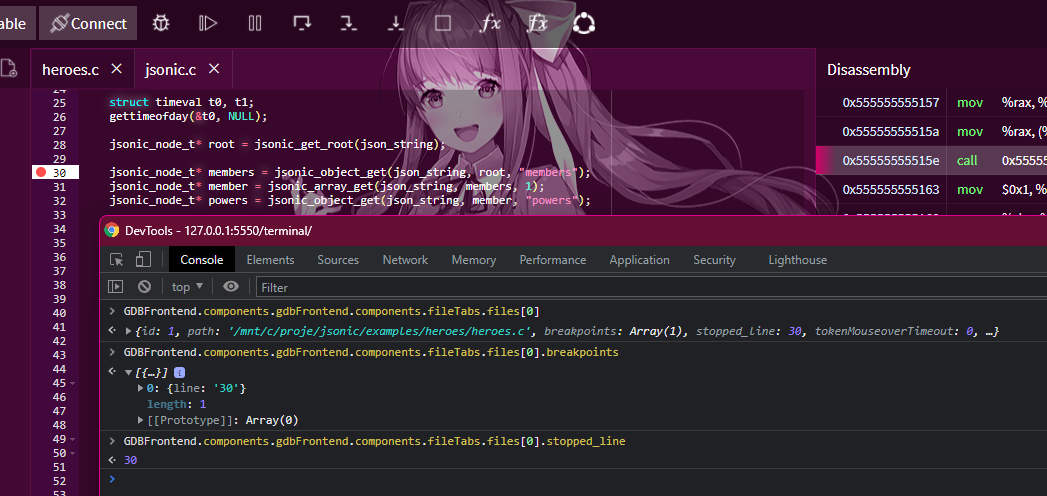 able Connect fx fx
heroes.c × jsonic.c ×
Disassembly
24
25 struct timeval t0, t1;
26 gettimeofday(&t0, NULL);
27
28 jsonic_node_t* root = jsonic_get_root(json_string);
29
30 jsonic_node_t* members = jsonic_object_get(json_string, root, "members");
31 jsonic_node_t* member = jsonic_array_get(json_string, members, 1);
32 jsonic_node_t* powers = jsonic_object_get(json_string, member, "powers");
33
34
35
36
37
38
39
40
41
42
43
44
45
46
47
48
49
50
51
52
53
0x555555555157 mov %rax, %
0x55555555515a mov %rax, (%
0x55555555515e call 0x55555
0x555555555163 mov $0x1, %
DevTools - 127.0.0.1:5550/terminal/
Console Elements Sources Network Memory Performance Application Security Lighthouse
top ▼ Filter
> GDBFrontend.components.gdbFrontend.components.fileTabs.files[0]
{id: 1, path: '/mnt/c/proje/jsonic/examples/heroes/heroes.c', breakpoints: Array(1), stopped_line: 30, tokenMouseoverTimeout: 0, …}
> GDBFrontend.components.gdbFrontend.components.fileTabs.files[0].breakpoints
[{…}] i
0: {line: '30'}
length: 1
[[Prototype]]: Array(0)
> GDBFrontend.components.gdbFrontend.components.fileTabs.files[0].stopped_line
30
>